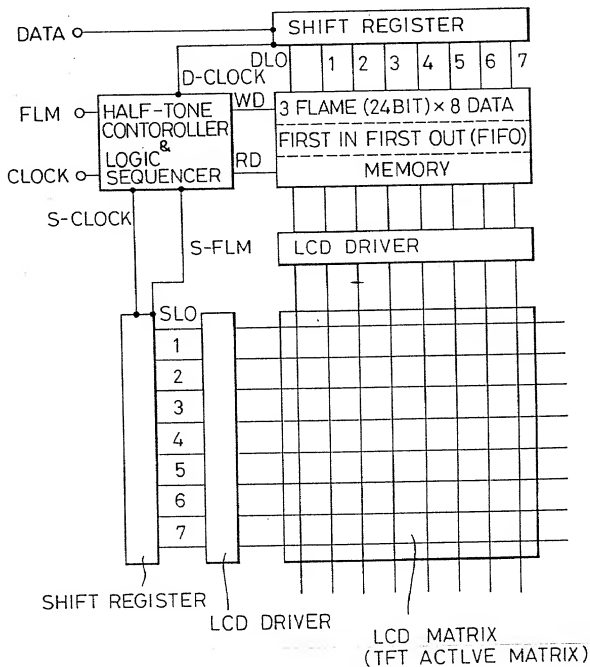 DATA
SHIFT REGISTER
D-CLOCK
DL0 1 2 3 4 5 6 7
FLM
HALF-TONE
CONTOROLLER
&
LOGIC
SEQUENCER
WD
3 FLAME (24BIT) × 8 DATA
FIRST IN FIRST OUT (FIFO)
CLOCK
RD
MEMORY
S-CLOCK
S-FLM
LCD DRIVER
SL0
1
2
3
4
5
6
7
SHIFT REGISTER
LCD DRIVER
LCD MATRIX
(TFT ACTLVE MATRIX)